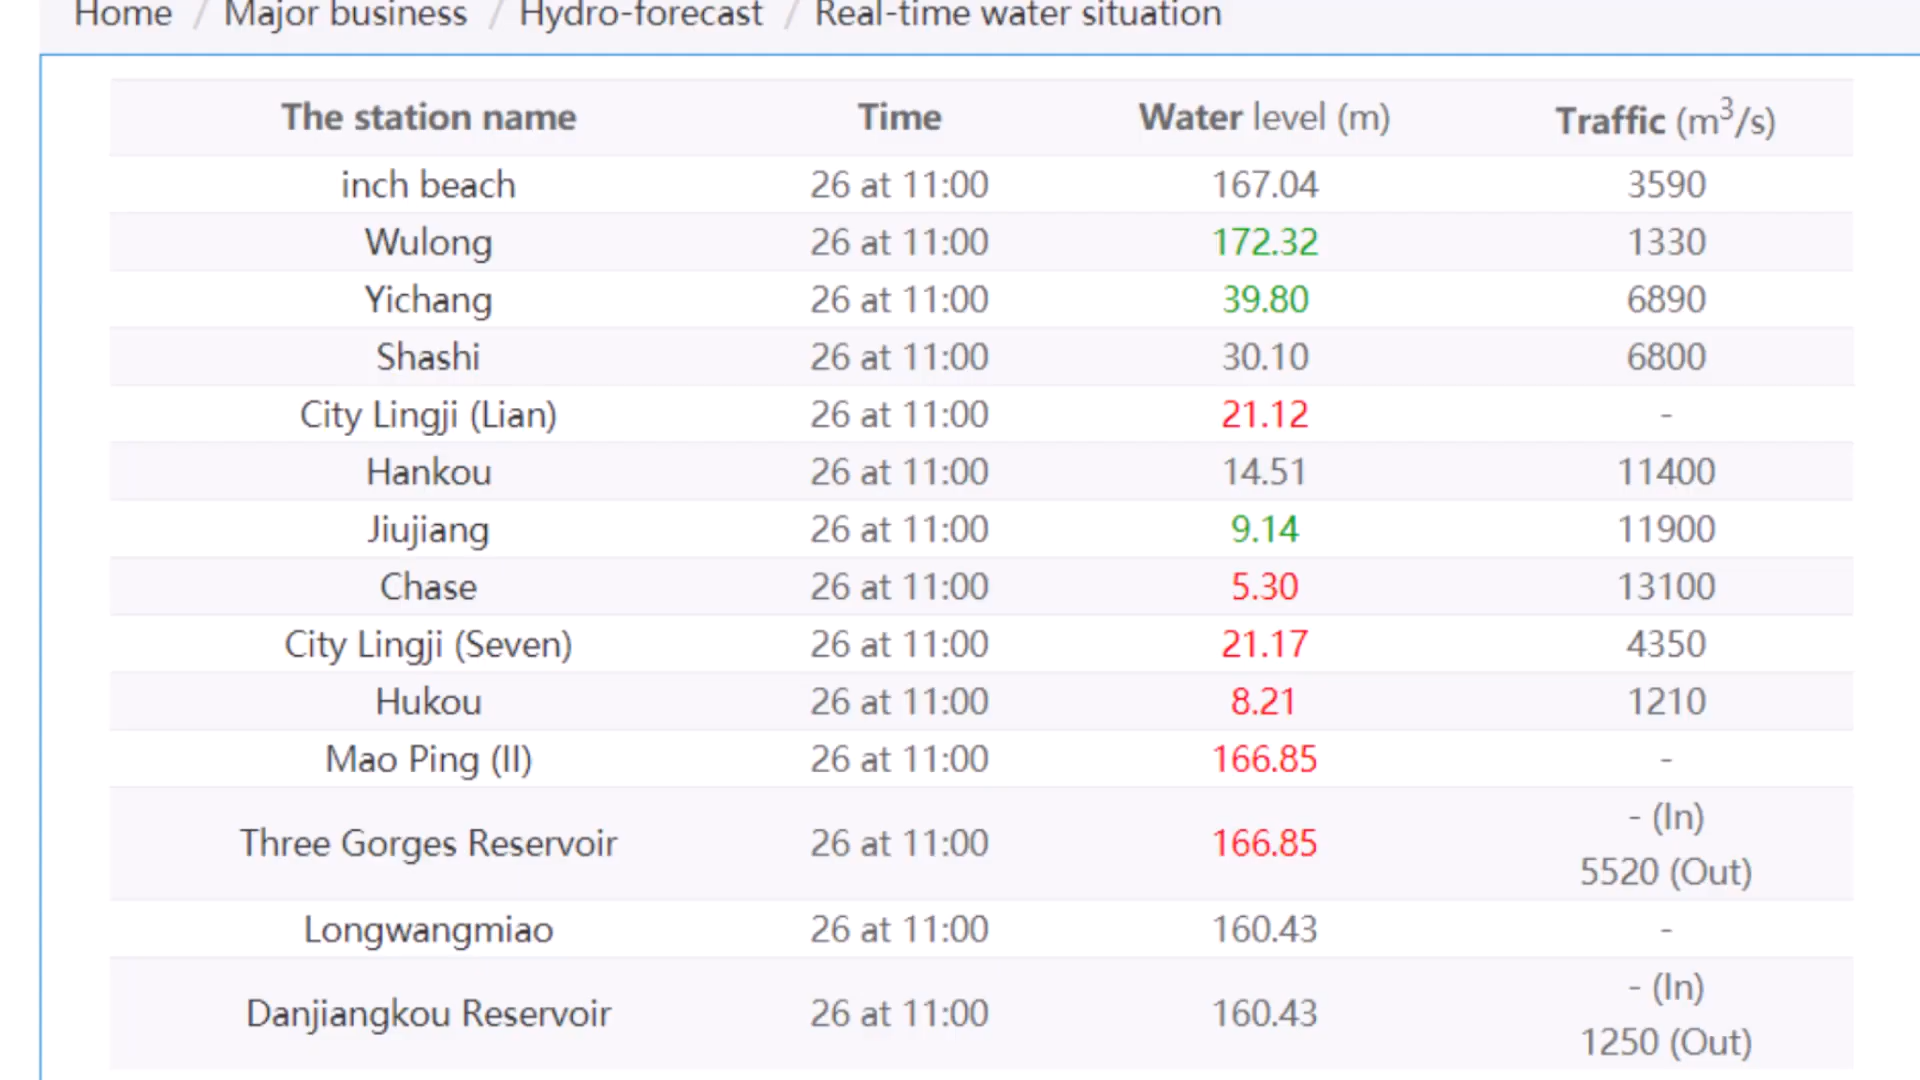 Home / Major business / Hydro-forecast / Real-time water situation
The station name Time Water level (m) Traffic (m³/s)
inch beach 26 at 11:00 167.04 3590
Wulong 26 at 11:00 172.32 1330
Yichang 26 at 11:00 39.80 6890
Shashi 26 at 11:00 30.10 6800
City Lingji (Lian) 26 at 11:00 21.12 -
Hankou 26 at 11:00 14.51 11400
Jiujiang 26 at 11:00 9.14 11900
Chase 26 at 11:00 5.30 13100
City Lingji (Seven) 26 at 11:00 21.17 4350
Hukou 26 at 11:00 8.21 1210
Mao Ping (II) 26 at 11:00 166.85 -
Three Gorges Reservoir 26 at 11:00 166.85 - (In)
5520 (Out)
Longwangmiao 26 at 11:00 160.43 -
Danjiangkou Reservoir 26 at 11:00 160.43 - (In)
1250 (Out)